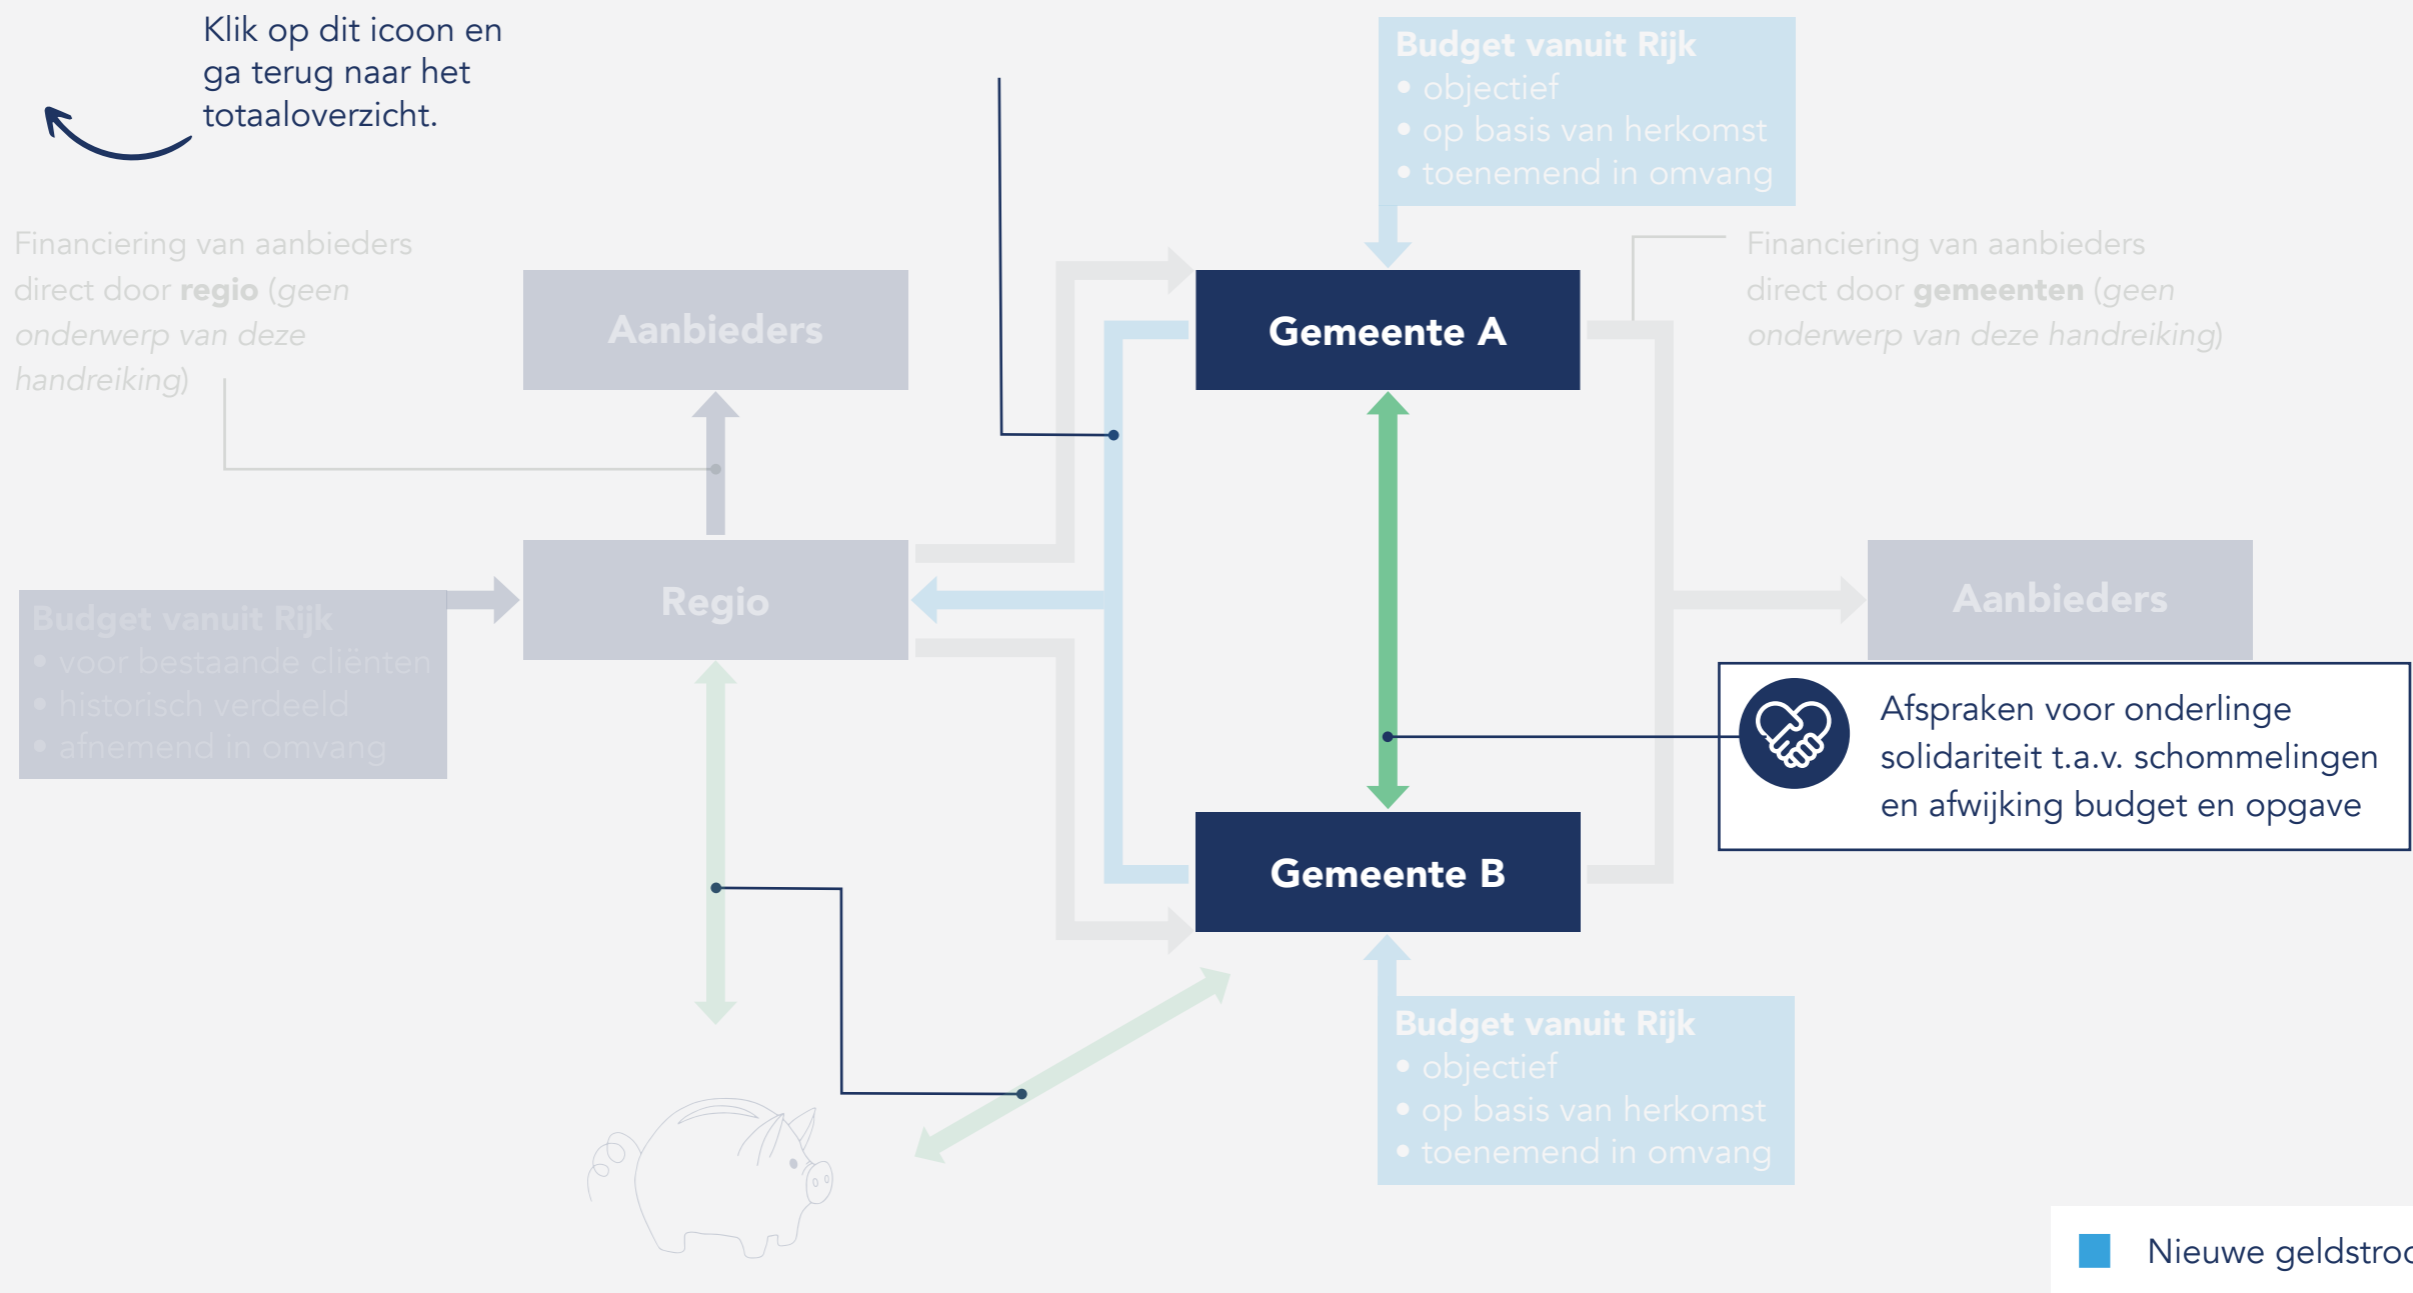 Klik op dit icoon en
ga terug naar het
totaaloverzicht.
Budget vanuit Rijk
• objectief
• op basis van herkomst
• toenemend in omvang
Financiering van aanbieders
direct door regio (geen
onderwerp van deze
handreiking)
Aanbieders
Gemeente A
Financiering van aanbieders
direct door gemeenten (geen
onderwerp van deze handreiking)
Budget vanuit Rijk
• voor bestaande cliënten
• historisch verdeeld
• afnemend in omvang
Regio
Aanbieders
Afspraken voor onderlinge
solidariteit t.a.v. schommelingen
en afwijking budget en opgave
Gemeente B
Budget vanuit Rijk
• objectief
• op basis van herkomst
• toenemend in omvang
Nieuwe